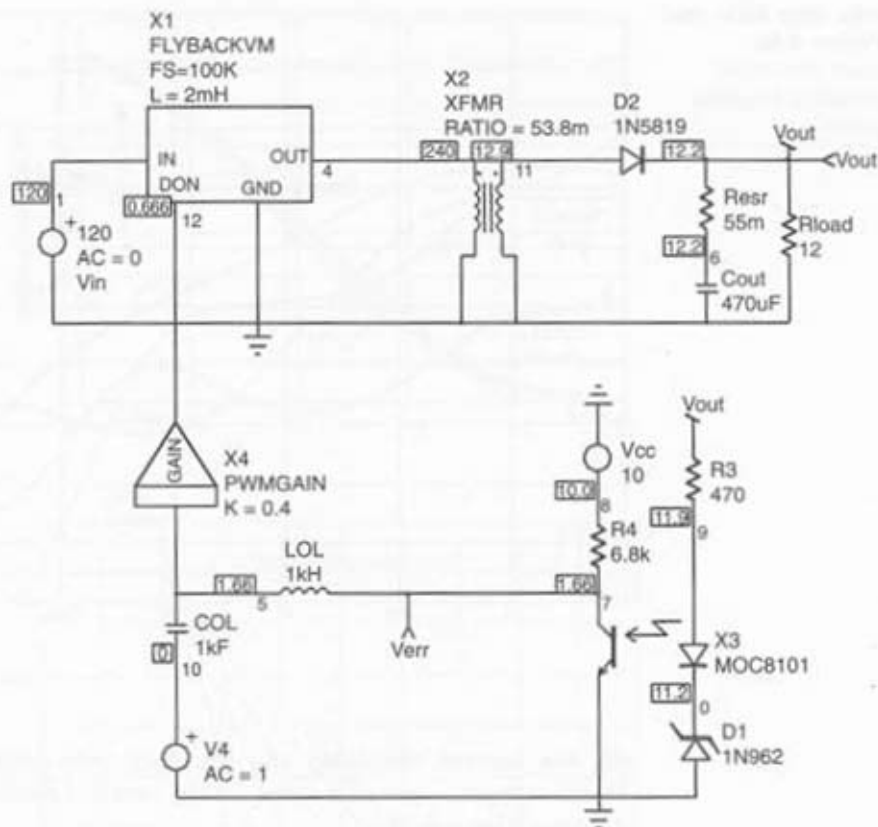 X1
FLYBACKVM
FS=100K
L = 2mH
X2
XFMR
RATIO = 53.8m
D2
1N5819
Vout
IN
OUT
240
12.9
12.2
Vout
DON
GND
4
11
120
1
0.666
12
Resr
55m
Rload
12
12.2
6
120
AC = 0
Vin
Cout
470uF
Vout
GAIN
X4
PWMGAIN
K = 0.4
Vcc
10
R3
470
10.0
8
11.9
9
R4
6.8k
LOL
1kH
1.66
5
1.66
7
COL
1kF
Verr
X3
MOC8101
0
10
11.2
0
V4
AC = 1
D1
1N962